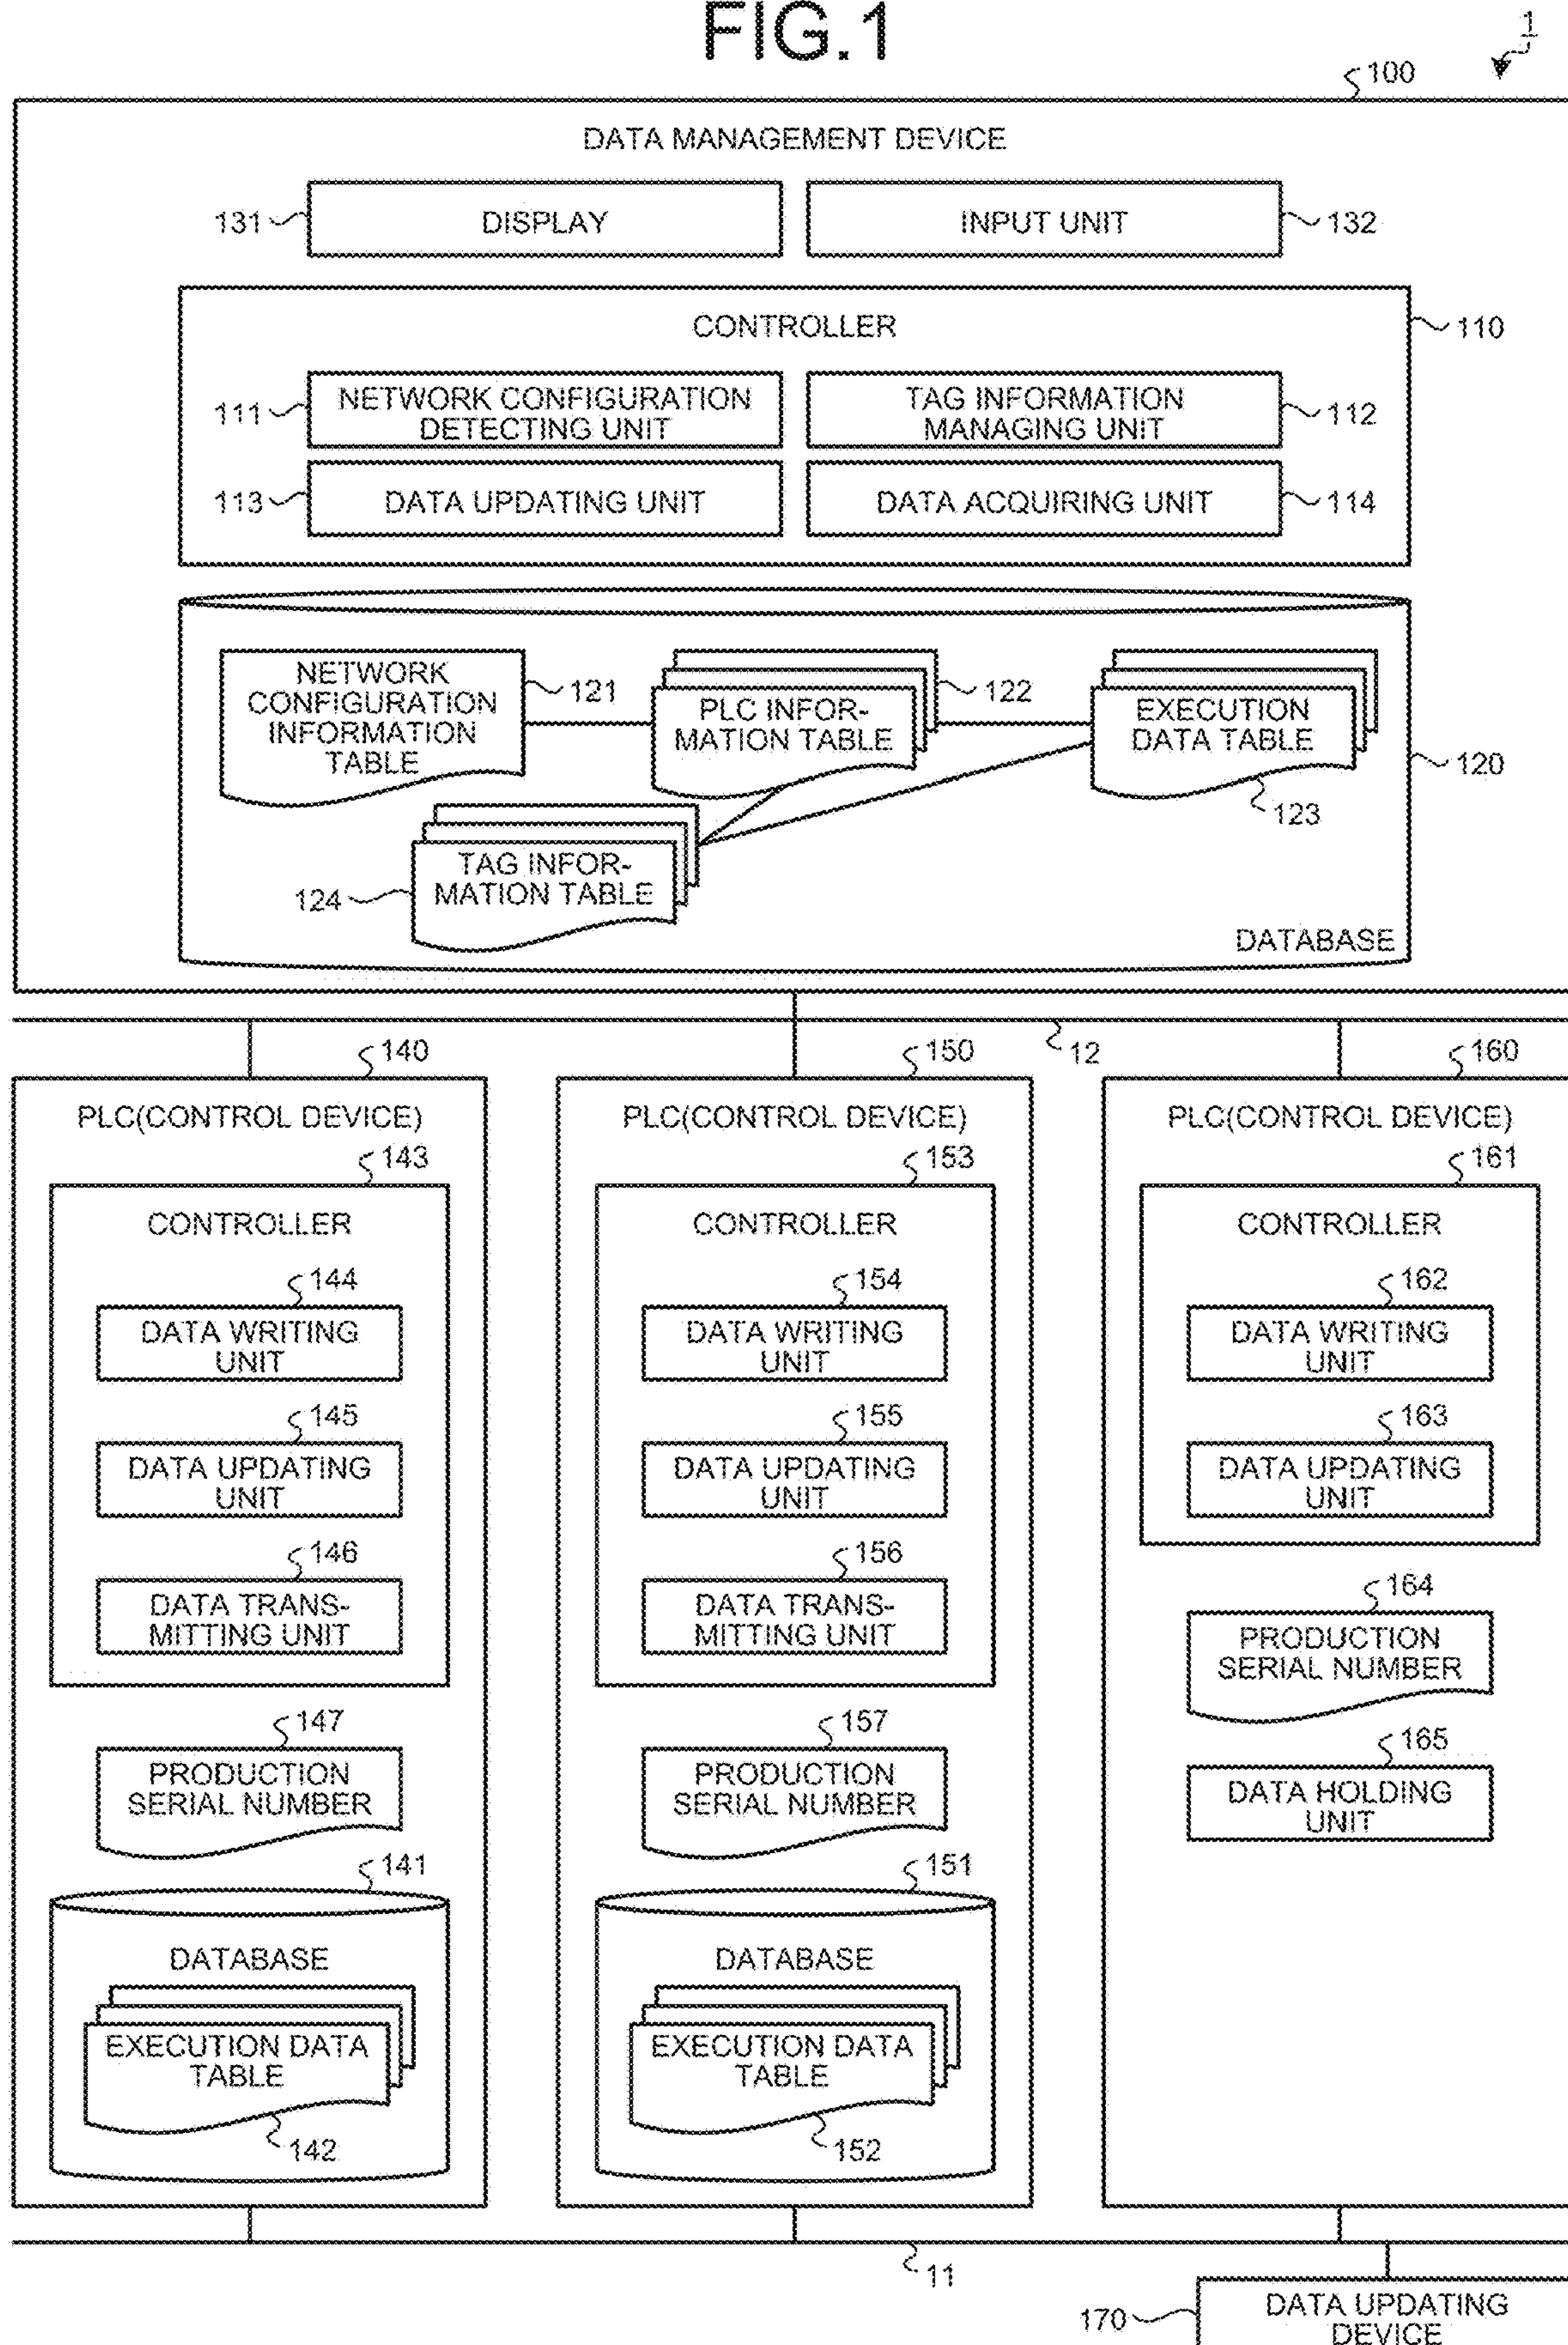 FIG.1
1
100
DATA MANAGEMENT DEVICE
131
DISPLAY
INPUT UNIT
132
CONTROLLER
110
111
NETWORK CONFIGURATION
DETECTING UNIT
TAG INFORMATION
MANAGING UNIT
112
113
DATA UPDATING UNIT
DATA ACQUIRING UNIT
114
NETWORK
CONFIGURATION
INFORMATION
TABLE
121
PLC INFOR-
MATION TABLE
122
EXECUTION
DATA TABLE
123
120
TAG INFOR-
MATION TABLE
124
DATABASE
12
140
PLC(CONTROL DEVICE)
143
CONTROLLER
144
DATA WRITING
UNIT
145
DATA UPDATING
UNIT
146
DATA TRANS-
MITTING UNIT
147
PRODUCTION
SERIAL NUMBER
141
DATABASE
EXECUTION DATA
TABLE
142
150
PLC(CONTROL DEVICE)
153
CONTROLLER
154
DATA WRITING
UNIT
155
DATA UPDATING
UNIT
156
DATA TRANS-
MITTING UNIT
157
PRODUCTION
SERIAL NUMBER
151
DATABASE
EXECUTION DATA
TABLE
152
160
PLC(CONTROL DEVICE)
161
CONTROLLER
162
DATA WRITING
UNIT
163
DATA UPDATING
UNIT
164
PRODUCTION
SERIAL NUMBER
165
DATA HOLDING
UNIT
11
170
DATA UPDATING
DEVICE